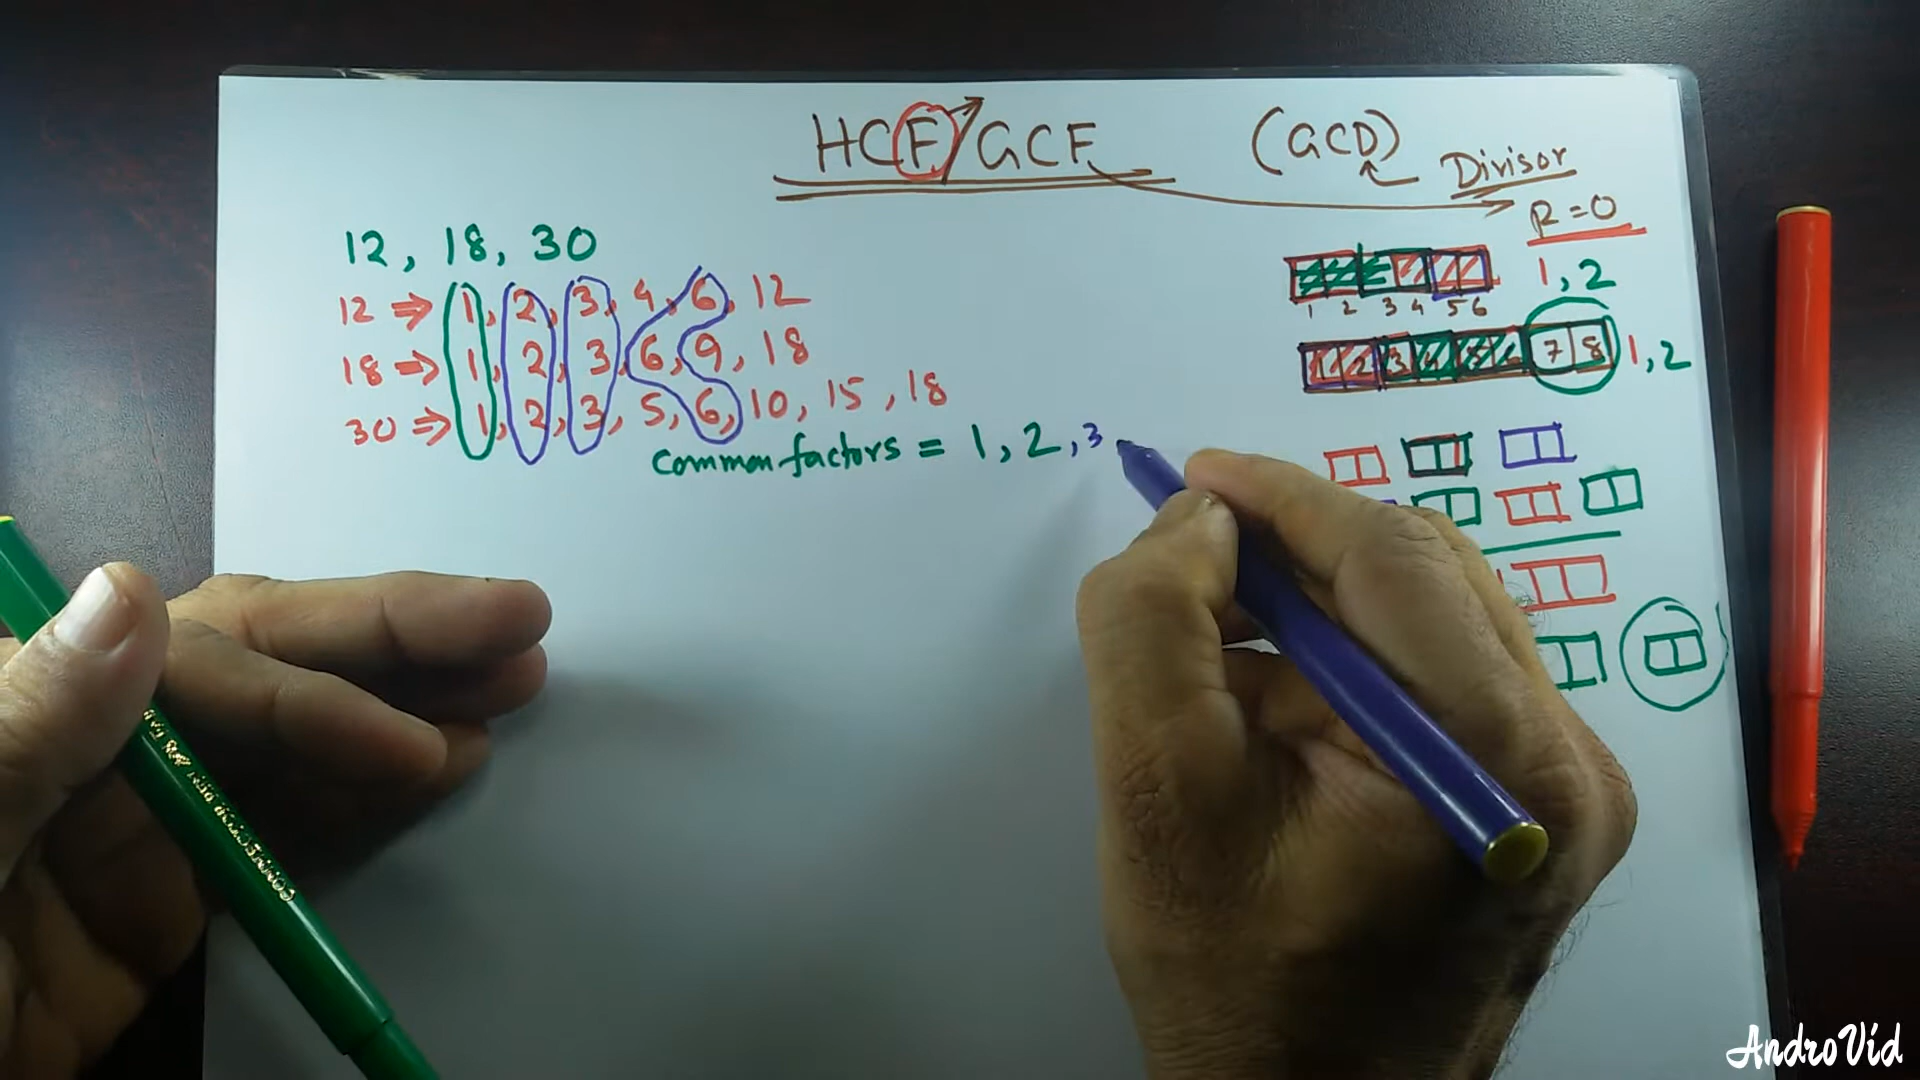 HCF/GCF (GCD)
Divisor
R=0
12, 18, 30
12 ⇒ 1, 2, 3, 4, 6, 12
18 ⇒ 1, 2, 3, 6, 9, 18
30 ⇒ 1, 2, 3, 5, 6, 10, 15, 18
common factors = 1, 2, 3
1, 2
1 2 3 4 5 6
1 2 3 4 5 6 7 8 1, 2
AndroVid